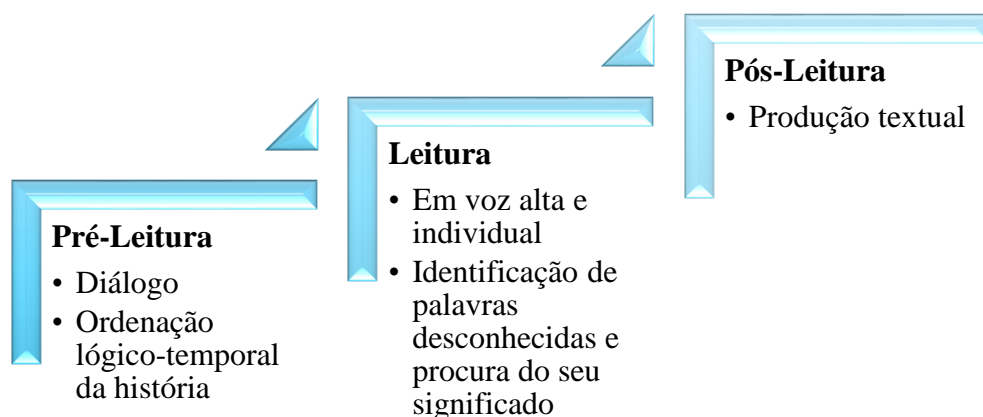 Pré-Leitura
• Diálogo
• Ordenação
lógico-temporal
da história
Leitura
• Em voz alta e
individual
• Identificação de
palavras
desconhecidas e
procura do seu
significado
Pós-Leitura
• Produção textual